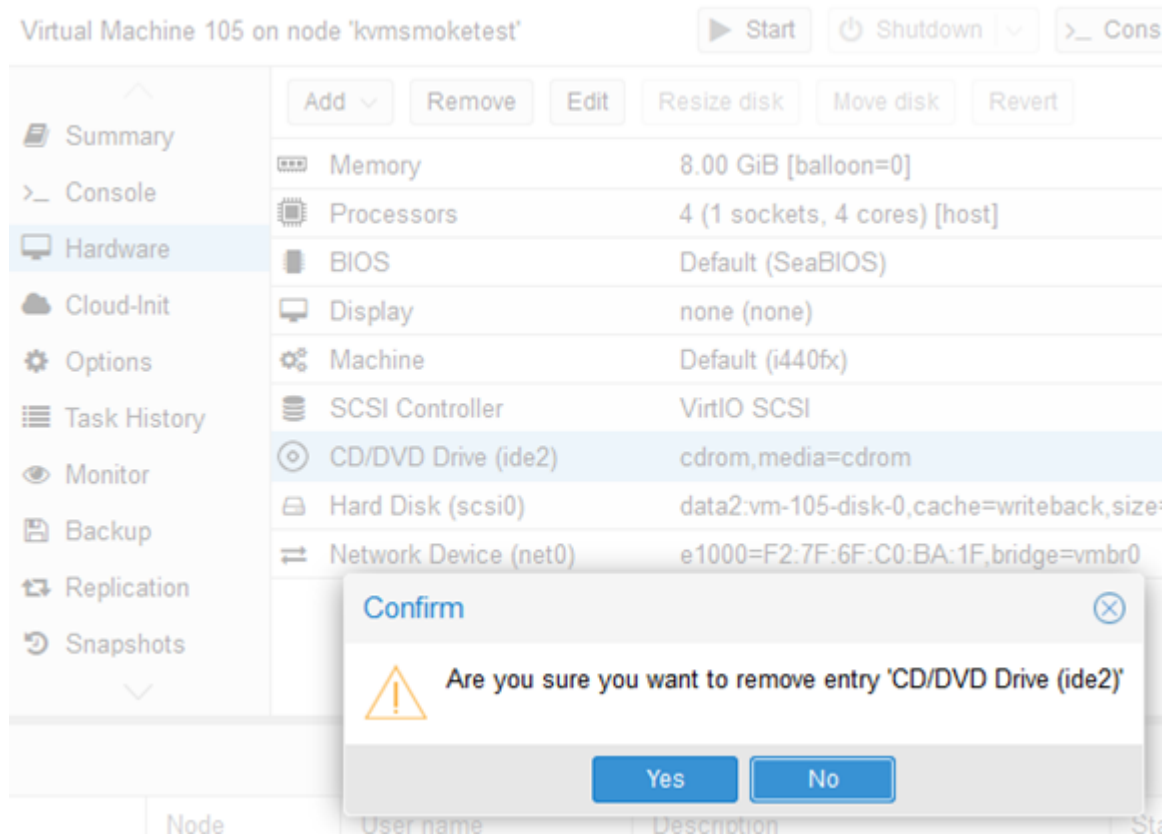 Virtual Machine 105 on node 'kvmsmoketest' Start Shutdown >_ Cons
Add Remove Edit Resize disk Move disk Revert
Summary
Console
Hardware
Cloud-Init
Options
Task History
Monitor
Backup
Replication
Snapshots
Memory 8.00 GiB [balloon=0]
Processors 4 (1 sockets, 4 cores) [host]
BIOS Default (SeaBIOS)
Display none (none)
Machine Default (i440fx)
SCSI Controller VirtIO SCSI
CD/DVD Drive (ide2) cdrom,media=cdrom
Hard Disk (scsi0) data2:vm-105-disk-0,cache=writeback,size=
Network Device (net0) e1000=F2:7F:6F:C0:BA:1F,bridge=vmbr0
Confirm
Are you sure you want to remove entry 'CD/DVD Drive (ide2)'
Yes No
Node User name Description Sta